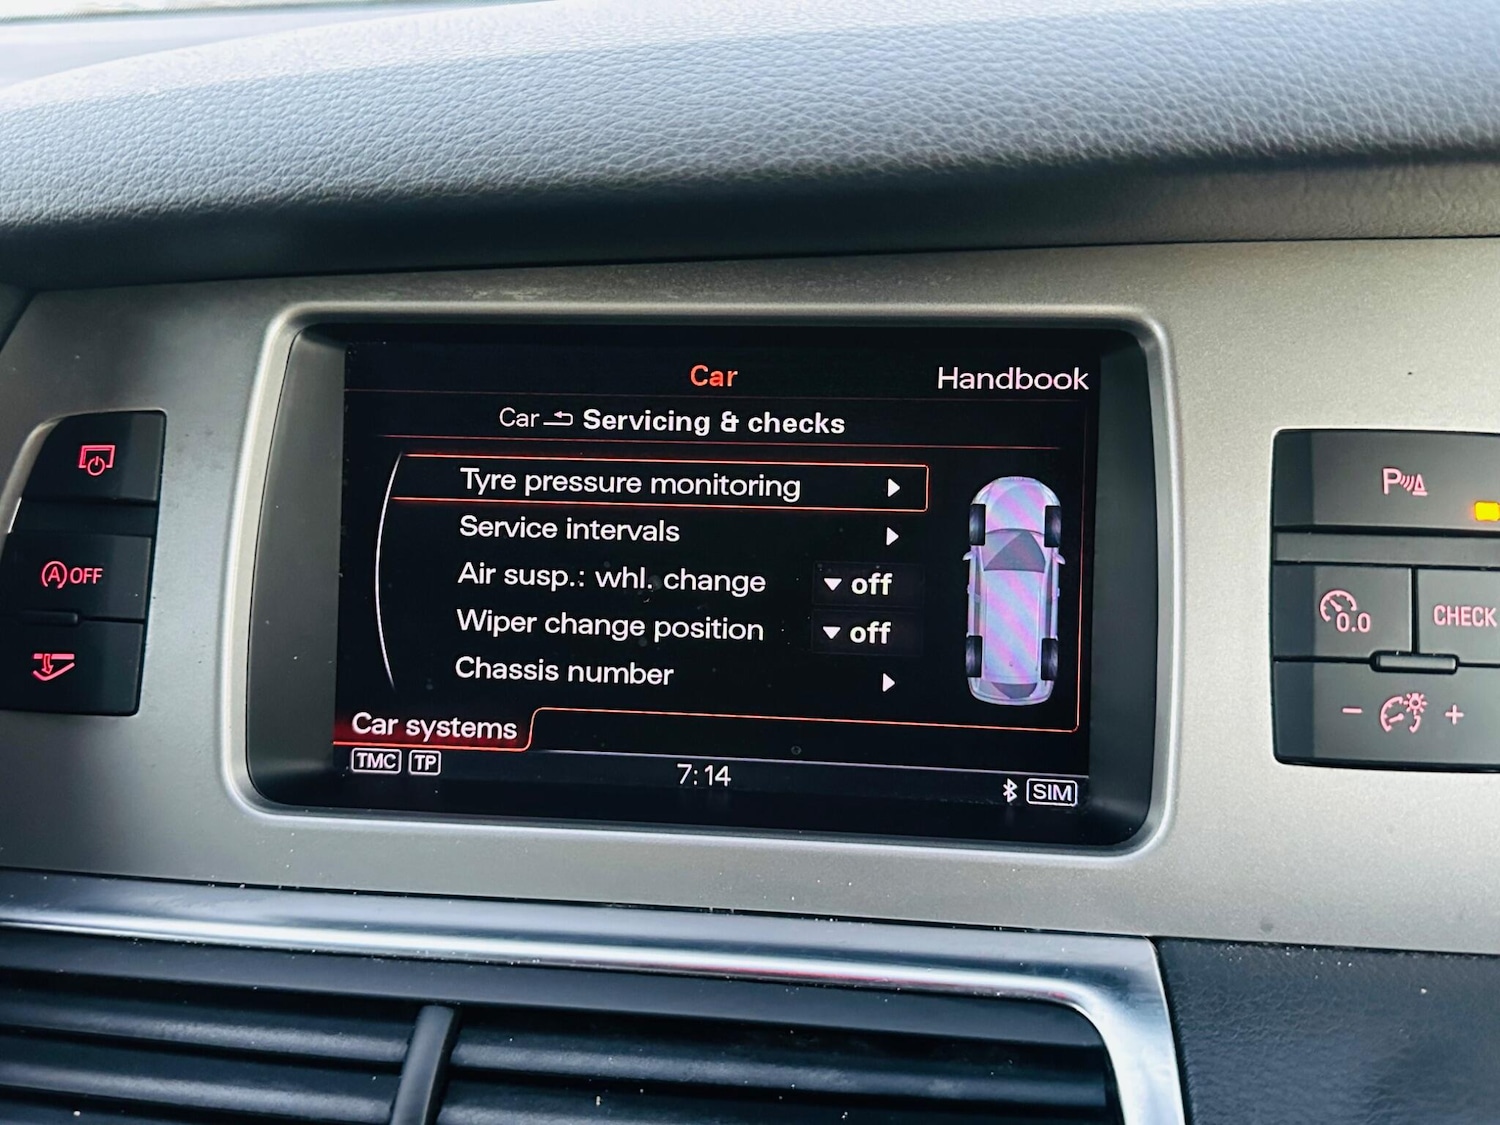 Car
Handbook
Car Servicing & checks
Tyre pressure monitoring
Service intervals
Air susp.: whl. change off
Wiper change position off
Chassis number
Car systems
TMC TP
7:14
SIM
A OFF
P
0.0
CHECK
- +